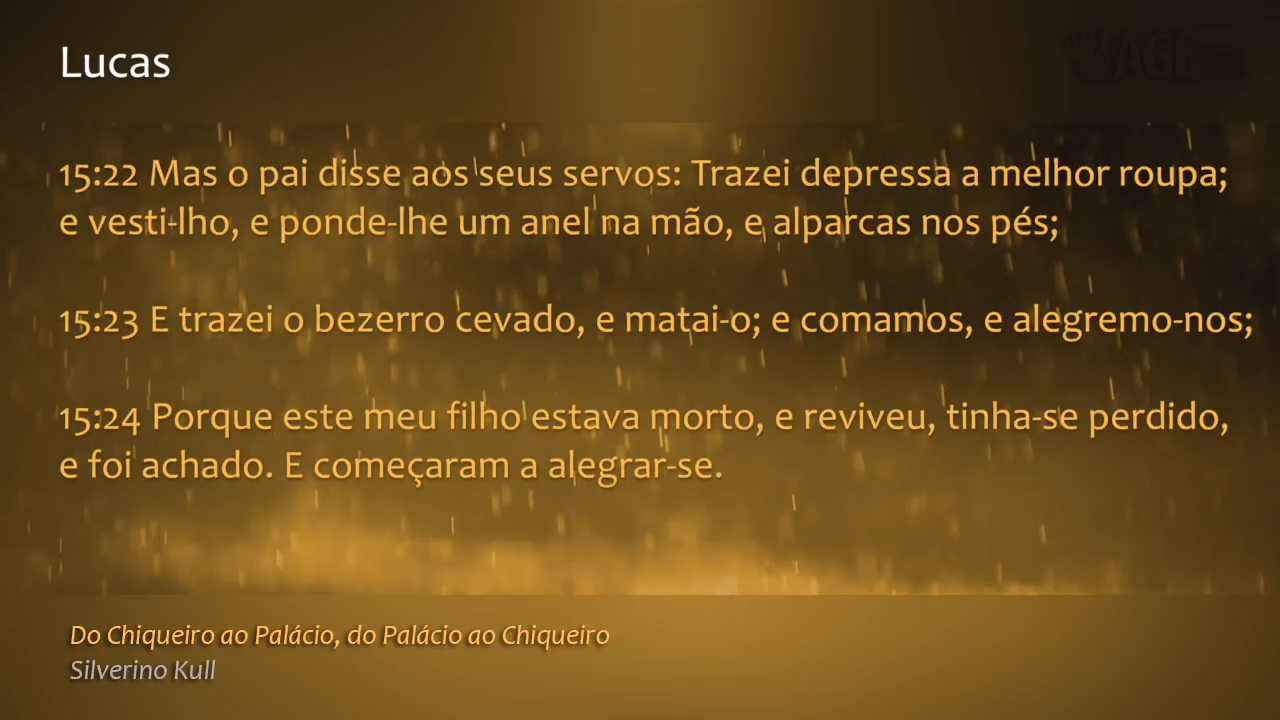 Lucas
15:22 Mas o pai disse aos seus servos: Trazei depressa a melhor roupa;
e vesti-lho, e ponde-lhe um anel na mão, e alparcas nos pés;
15:23 E trazei o bezerro cevado, e matai-o; e comamos, e alegremo-nos;
15:24 Porque este meu filho estava morto, e reviveu, tinha-se perdido,
e foi achado. E começaram a alegrar-se.
Do Chiqueiro ao Palácio, do Palácio ao Chiqueiro
Silverino Kull